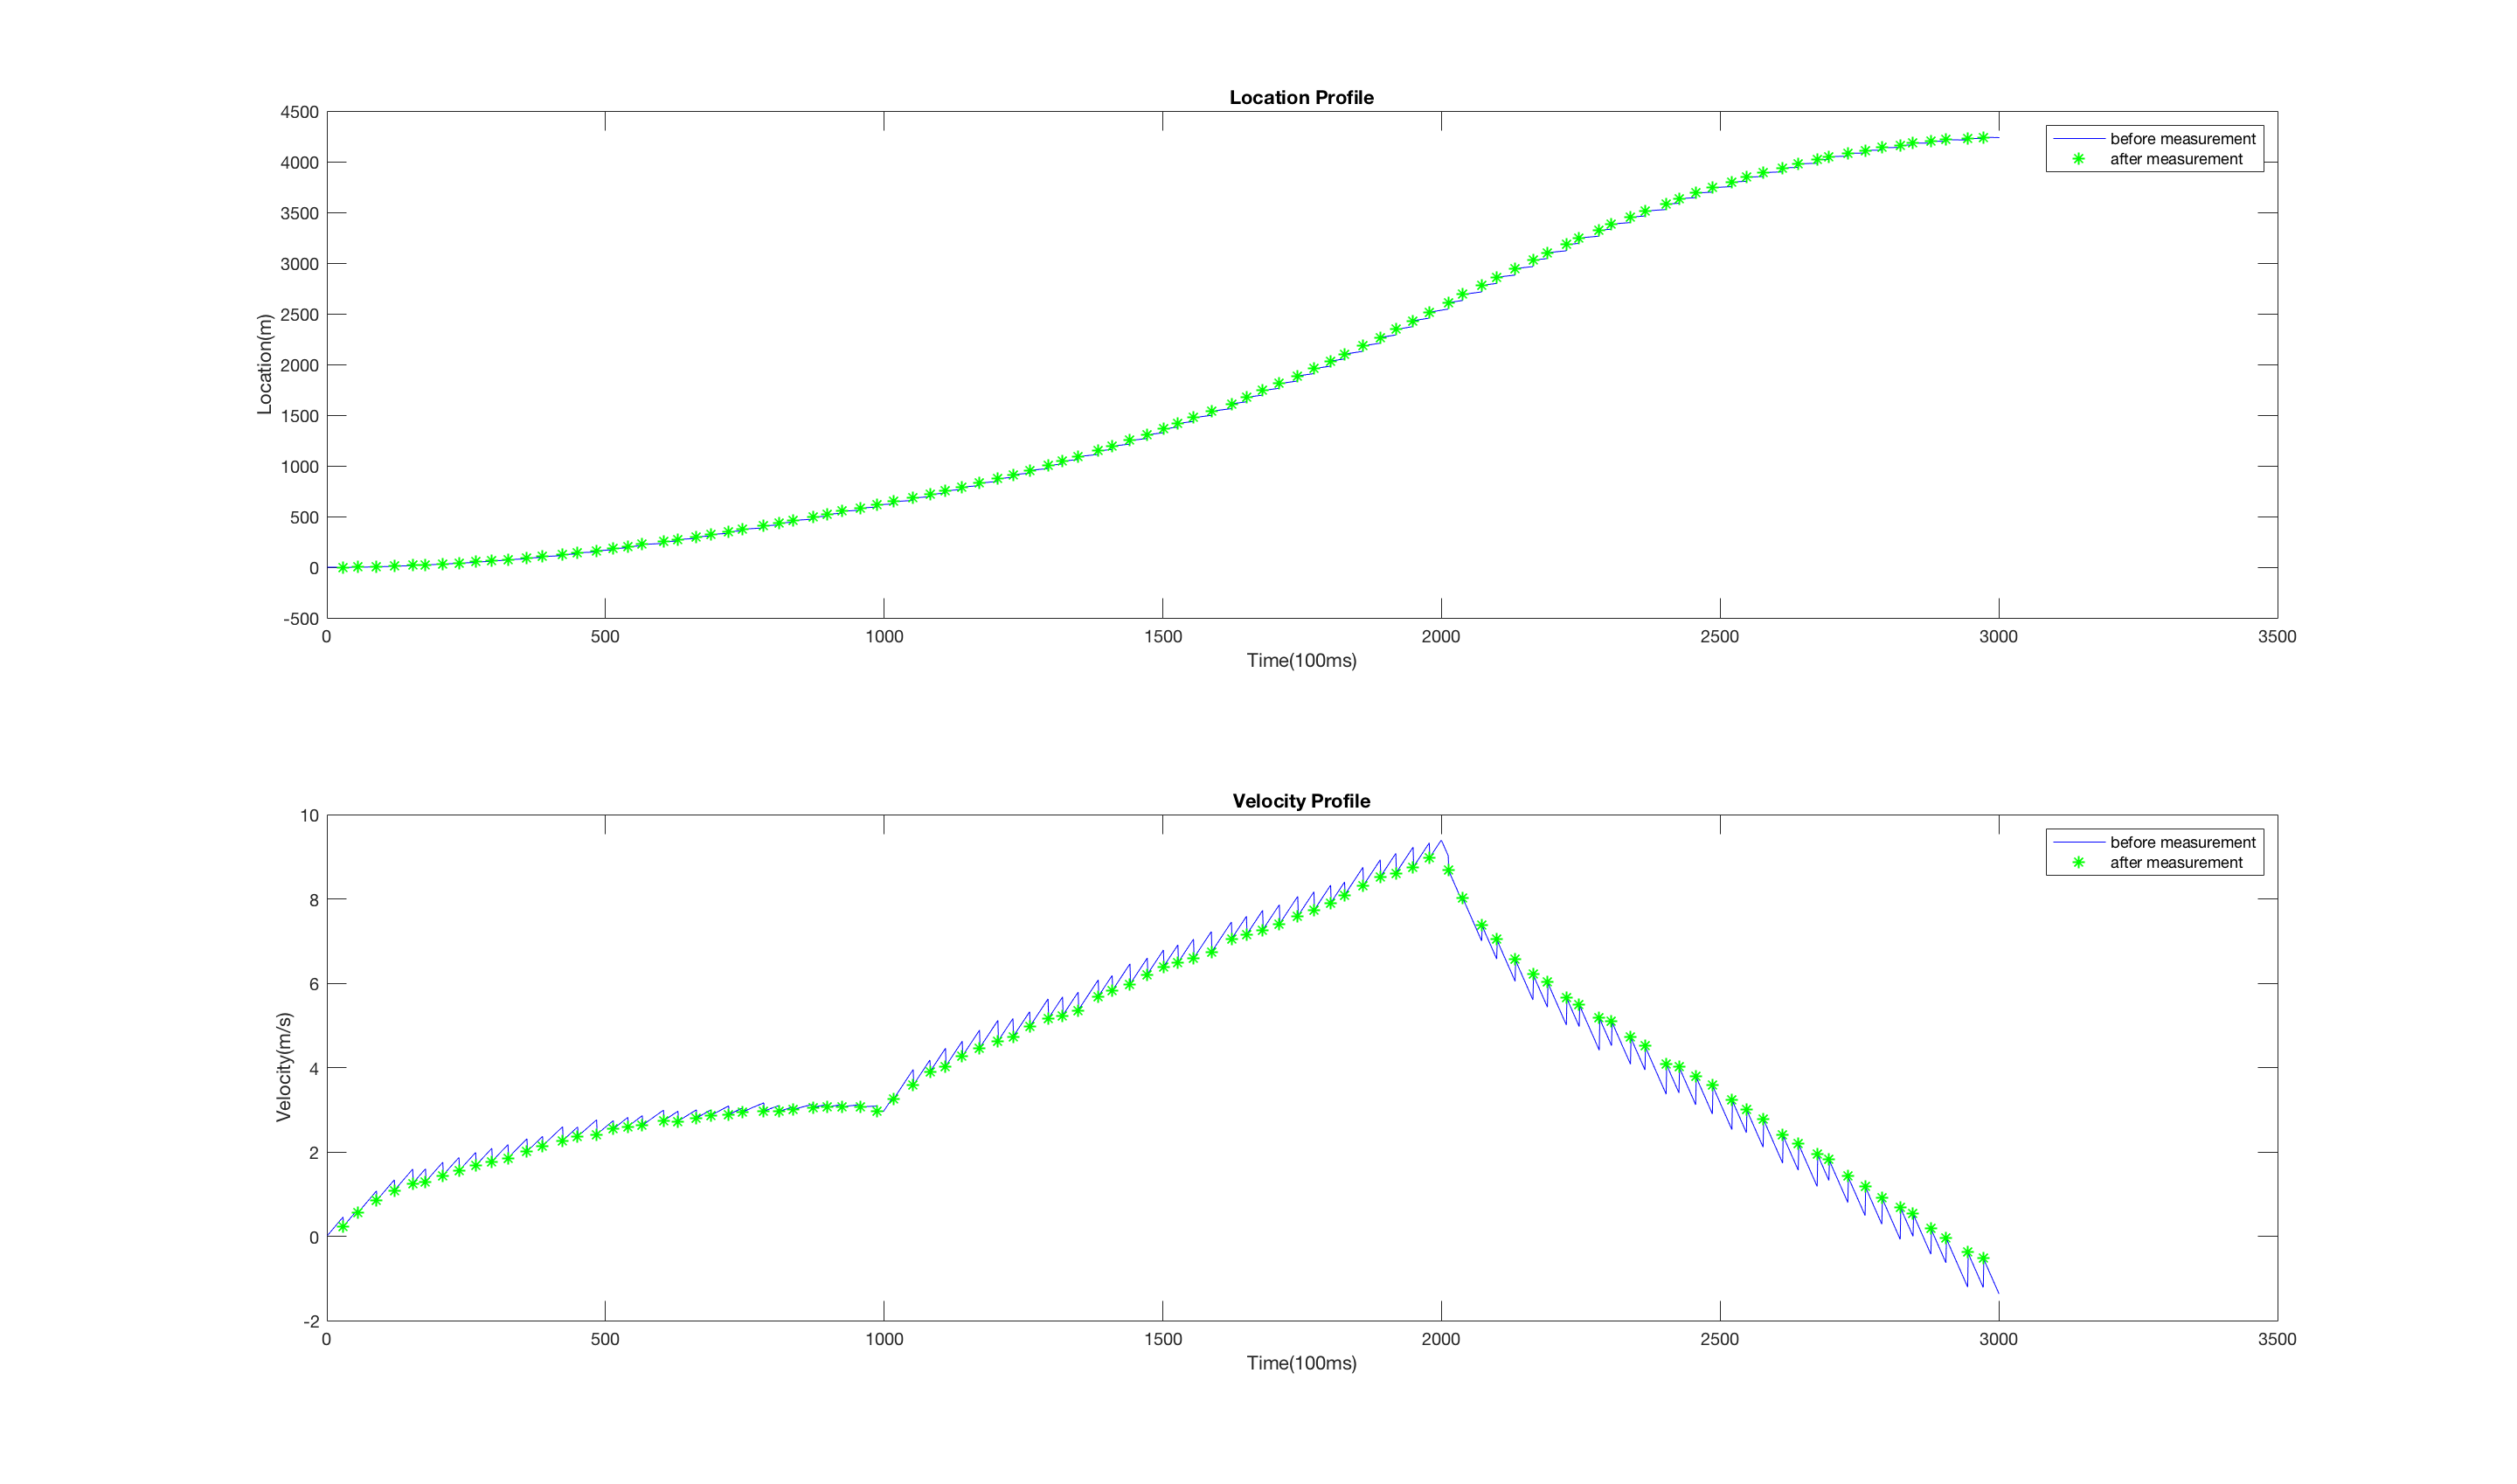 Location Profile
4500
4000
3500
3000
2500
2000
1500
1000
500
0
-500
Location(m)
before measurement
after measurement
0 500 1000 1500 2000 2500 3000 3500
Time(100ms)
Velocity Profile
10
8
6
4
2
0
-2
Velocity(m/s)
before measurement
after measurement
0 500 1000 1500 2000 2500 3000 3500
Time(100ms)